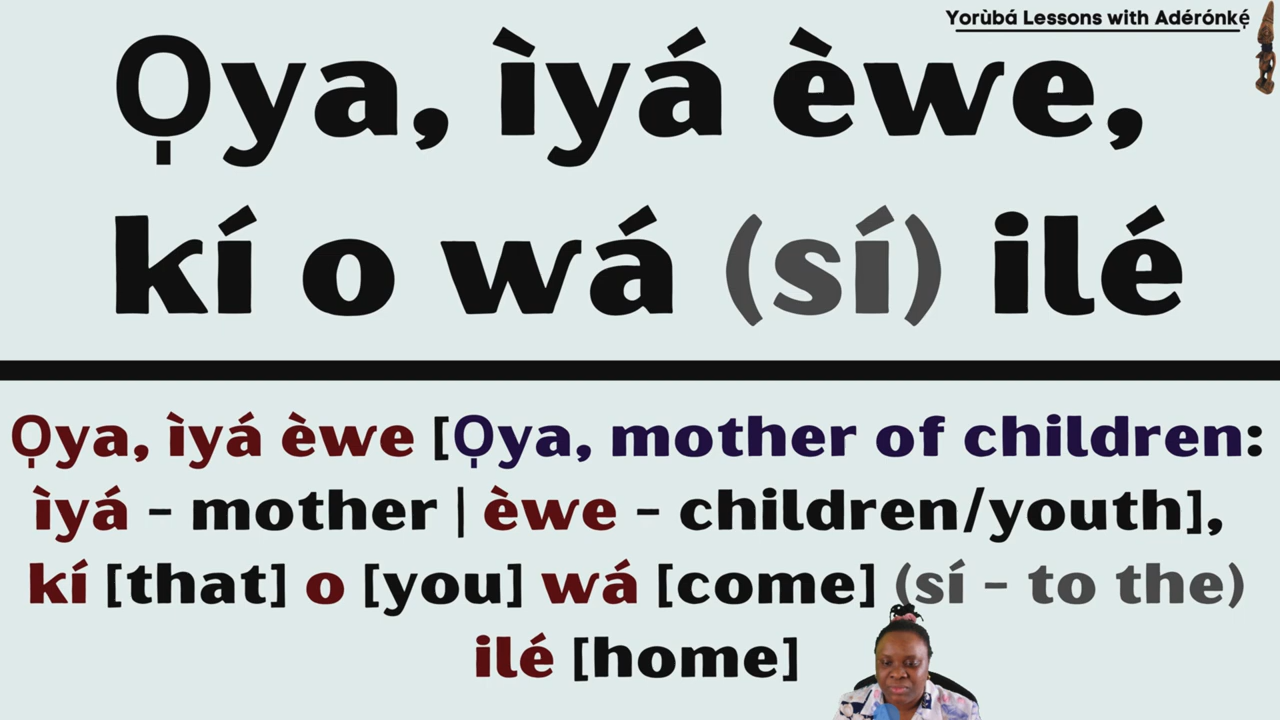 Yorùbá Lessons with Adérónkẹ́
Ọya, ìyá èwe,
kí o wá (sí) ilé
Ọya, ìyá èwe [Ọya, mother of children:
ìyá – mother | èwe – children/youth],
kí [that] o [you] wá [come] (sí – to the)
ilé [home]